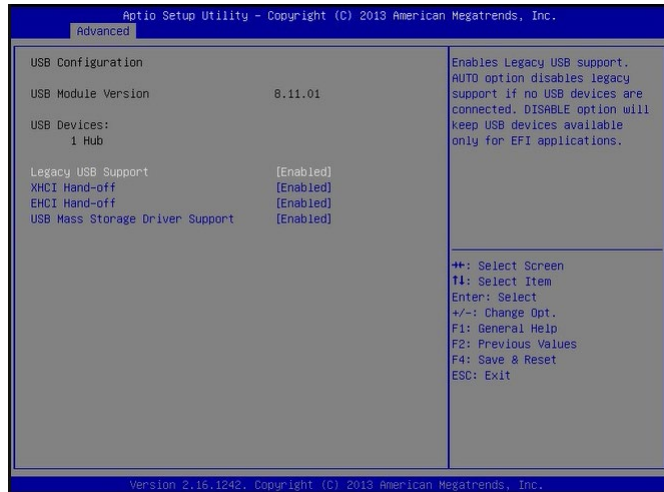 Aptio Setup Utility – Copyright (C) 2013 American Megatrends, Inc.
Advanced
USB Configuration
USB Module Version 8.11.01
USB Devices:
1 Hub
Legacy USB Support [Enabled]
XHCI Hand-off [Enabled]
EHCI Hand-off [Enabled]
USB Mass Storage Driver Support [Enabled]
Enables Legacy USB support.
AUTO option disables legacy
support if no USB devices are
connected. DISABLE option will
keep USB devices available
only for EFI applications.
→←: Select Screen
↑↓: Select Item
Enter: Select
+/-: Change Opt.
F1: General Help
F2: Previous Values
F4: Save & Reset
ESC: Exit
Version 2.16.1242. Copyright (C) 2013 American Megatrends, Inc.